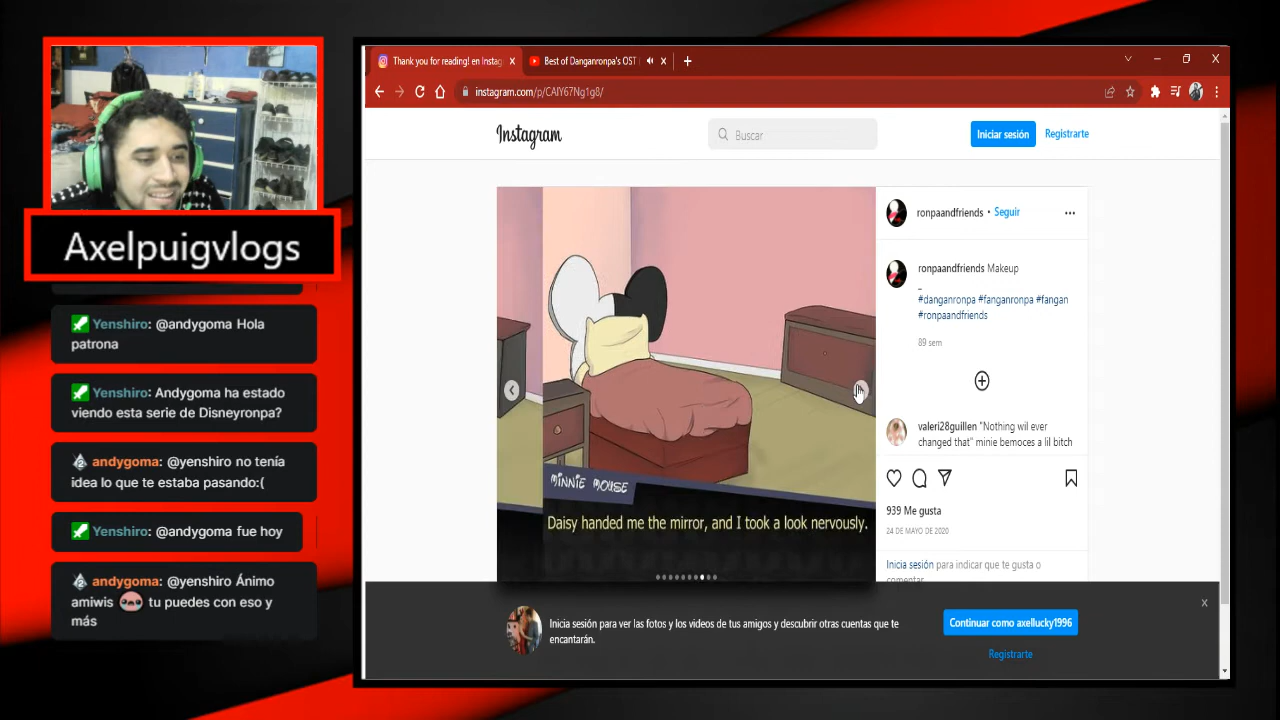 Axelpuigvlogs
Yenshiro: @andygoma Hola
patrona
Yenshiro: Andygoma ha estado
viendo esta serie de Disneyronpa?
andygoma: @yenshiro no tenía
idea lo que te estaba pasando:(
Yenshiro: @andygoma fue hoy
andygoma: @yenshiro Ánimo
amiwis tu puedes con eso y
más
Thank you for reading! en Instag
Best of Danganronpa's OST
instagram.com/p/CAlY67Ng1g8/
Instagram
Buscar
Iniciar sesión
Registrarte
MINNIE MOUSE
Daisy handed me the mirror, and I took a look nervously.
ronpaandfriends • Seguir
ronpaandfriends Makeup
_
#danganronpa #fanganronpa #fangan
#ronpaandfriends
89 sem
valeri28guillen "Nothing wil ever
changed that" minie bemoces a lil bitch
939 Me gusta
24 DE MAYO DE 2020
Inicia sesión para indicar que te gusta o
comentar.
Inicia sesión para ver las fotos y los videos de tus amigos y descubrir otras cuentas que te
encantarán.
Continuar como axellucky1996
Registrarte